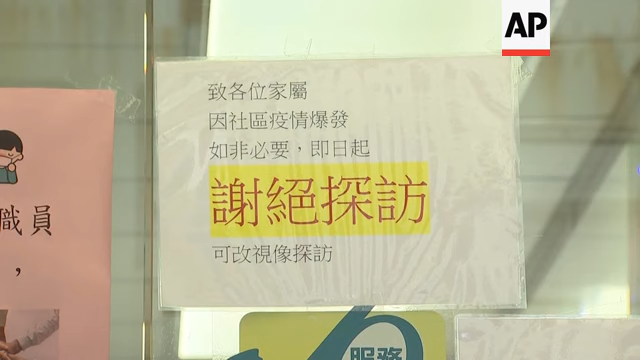 AP
致各位家屬
因社區疫情爆發
如非必要，即日起
謝絕探訪
可改視像探訪
職員
，
服務